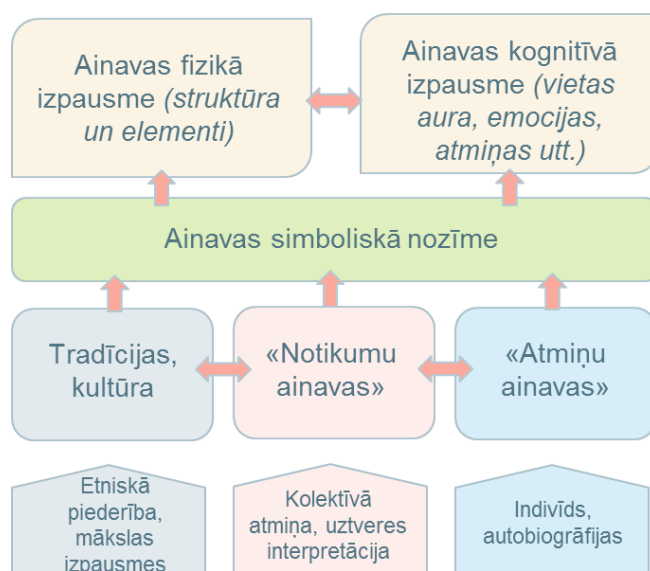 Ainavas fizikā
izpausme (struktūra
un elementi)
Ainavas kognitīvā
izpausme (vietas
aura, emocijas,
atmiņas utt.)
Ainavas simboliskā nozīme
Tradīcijas,
kultūra
«Notikumu
ainavas»
«Atmiņu
ainavas»
Etniskā
piederība,
mākslas
izpausmes
Kolektīvā
atmiņa, uztveres
interpretācija
Indivīds,
autobiogrāfijas